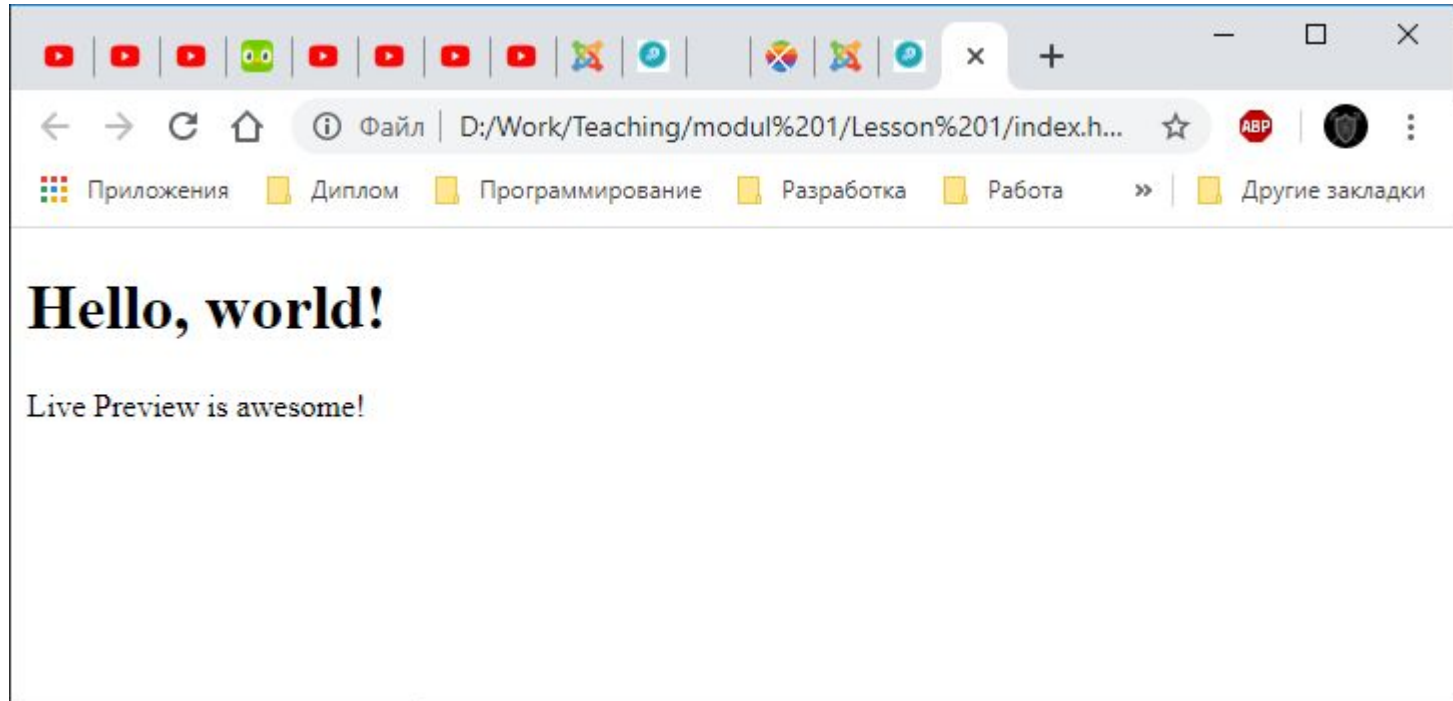 Файл D:/Work/Teaching/modul%201/Lesson%201/index.h... ABP
Приложения Диплом Программирование Разработка Работа » Другие закладки
Hello, world!
Live Preview is awesome!